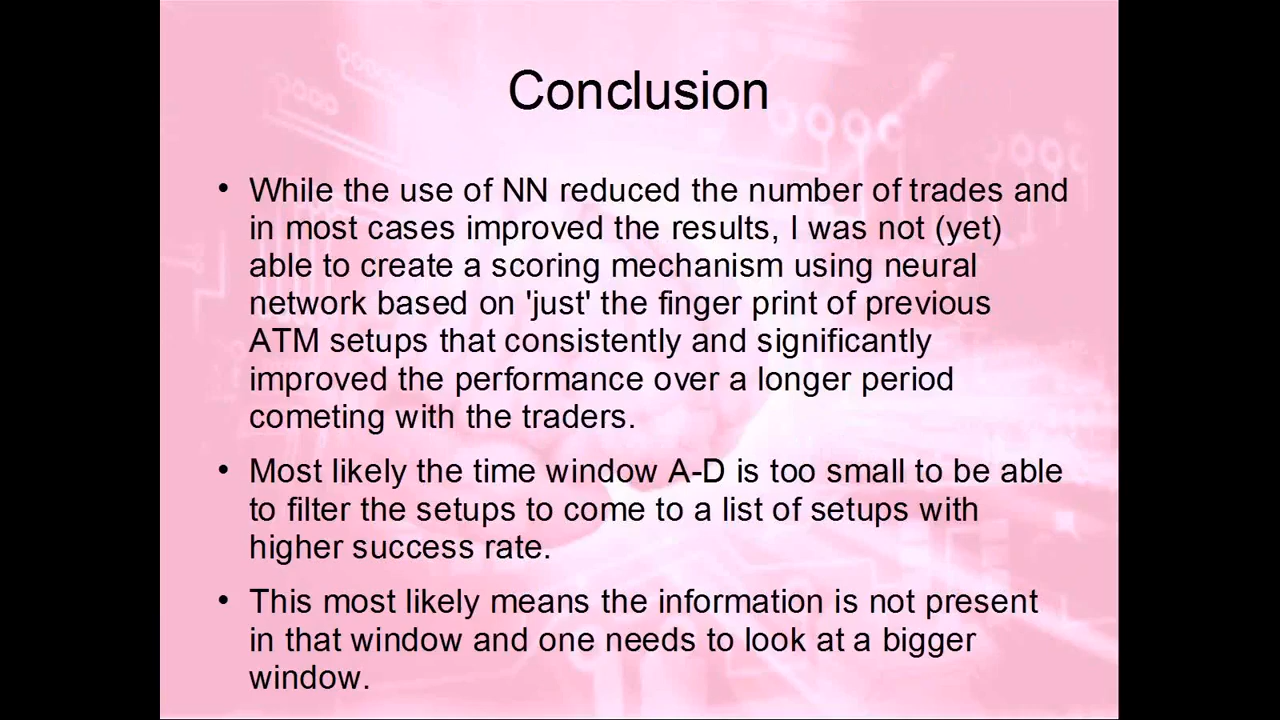 Conclusion
• While the use of NN reduced the number of trades and
in most cases improved the results, I was not (yet)
able to create a scoring mechanism using neural
network based on 'just' the finger print of previous
ATM setups that consistently and significantly
improved the performance over a longer period
cometing with the traders.
• Most likely the time window A-D is too small to be able
to filter the setups to come to a list of setups with
higher success rate.
• This most likely means the information is not present
in that window and one needs to look at a bigger
window.